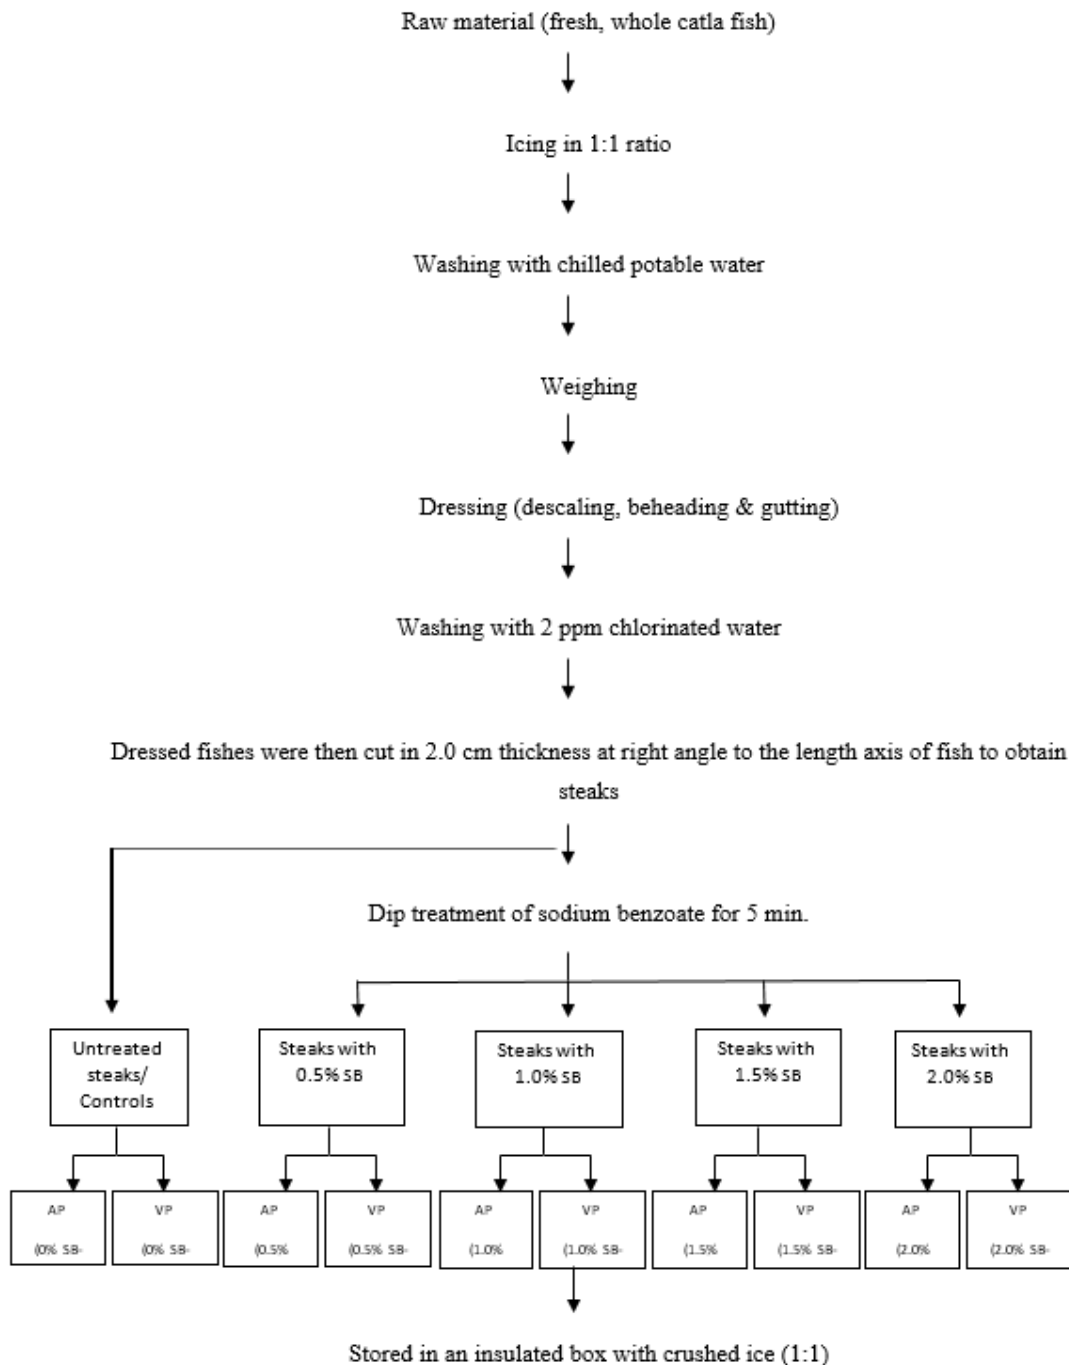 Raw material (fresh, whole catla fish)
Icing in 1:1 ratio
Washing with chilled potable water
Weighing
Dressing (descaling, beheading & gutting)
Washing with 2 ppm chlorinated water
Dressed fishes were then cut in 2.0 cm thickness at right angle to the length axis of fish to obtain
steaks
Dip treatment of sodium benzoate for 5 min.
Untreated
steaks/
Controls
Steaks with
0.5% SB
Steaks with
1.0% SB
Steaks with
1.5% SB
Steaks with
2.0% SB
AP
(0% SB-
VP
(0% SB-
AP
(0.5%
VP
(0.5% SB-
AP
(1.0%
VP
(1.0% SB-
AP
(1.5%
VP
(1.5% SB-
AP
(2.0%
VP
(2.0% SB-
Stored in an insulated box with crushed ice (1:1)